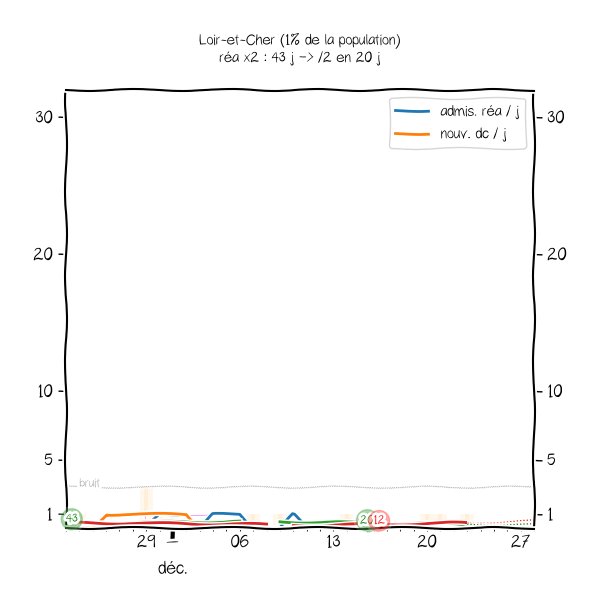 Loir-et-Cher (1% de la population)
réa x2 : 43 j -> /2 en 20 j
admis. réa / j
nouv. dc / j
30
30
20
20
10
10
5
5
bruit
1
1
43
12
29
06
13
20
27
déc.